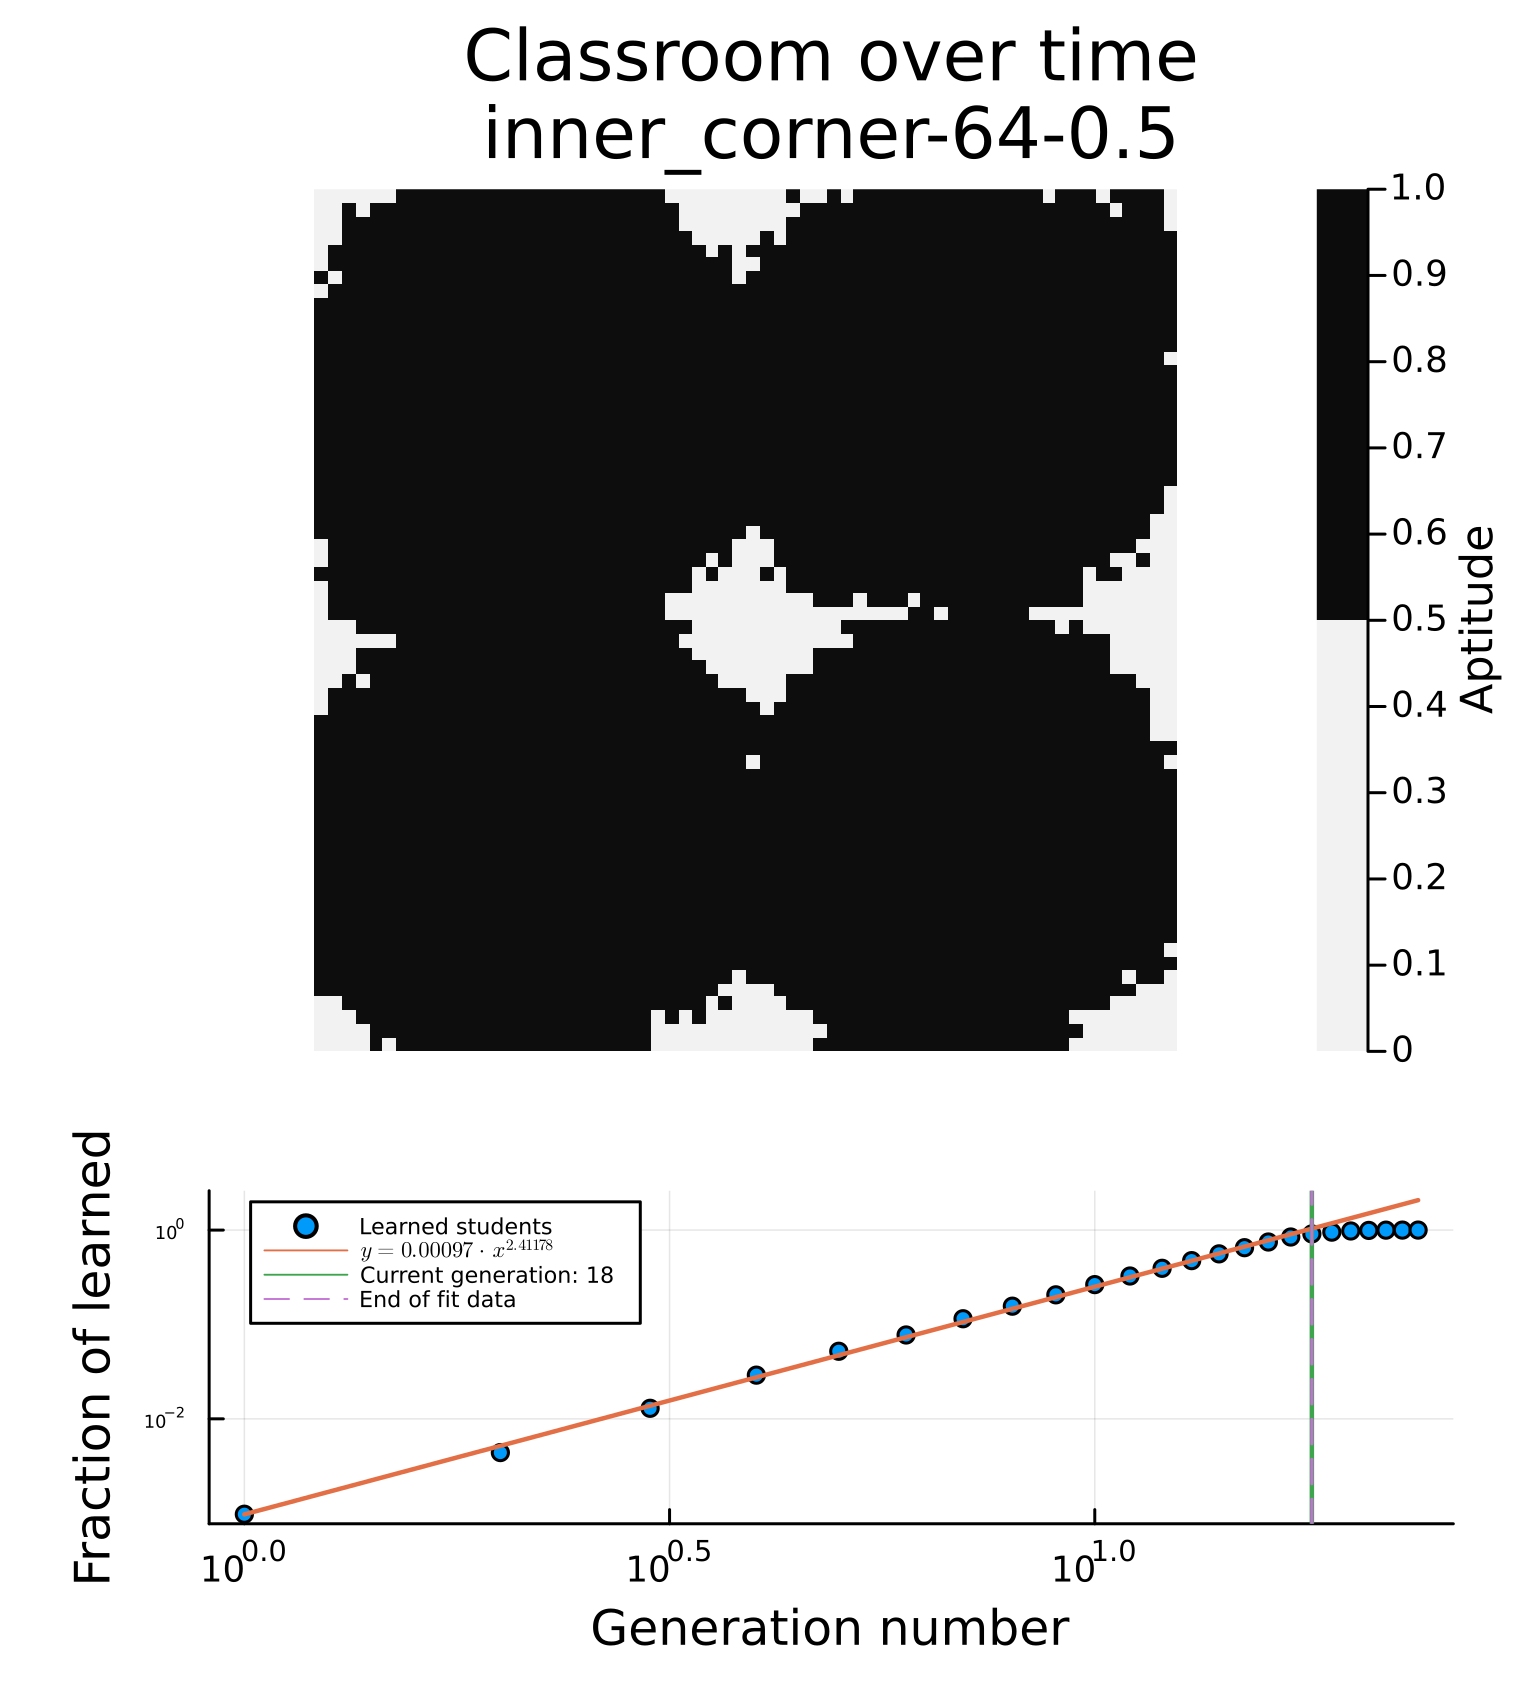 Classroom over time
inner_corner-64-0.5
1.0
0.9
0.8
0.7
0.6
0.5
0.4
0.3
0.2
0.1
0
Aptitude
Fraction of learned
10^0
10^−2
Learned students
y = 0.00097 · x^2.41178
Current generation: 18
End of fit data
10^0.0
10^0.5
10^1.0
Generation number